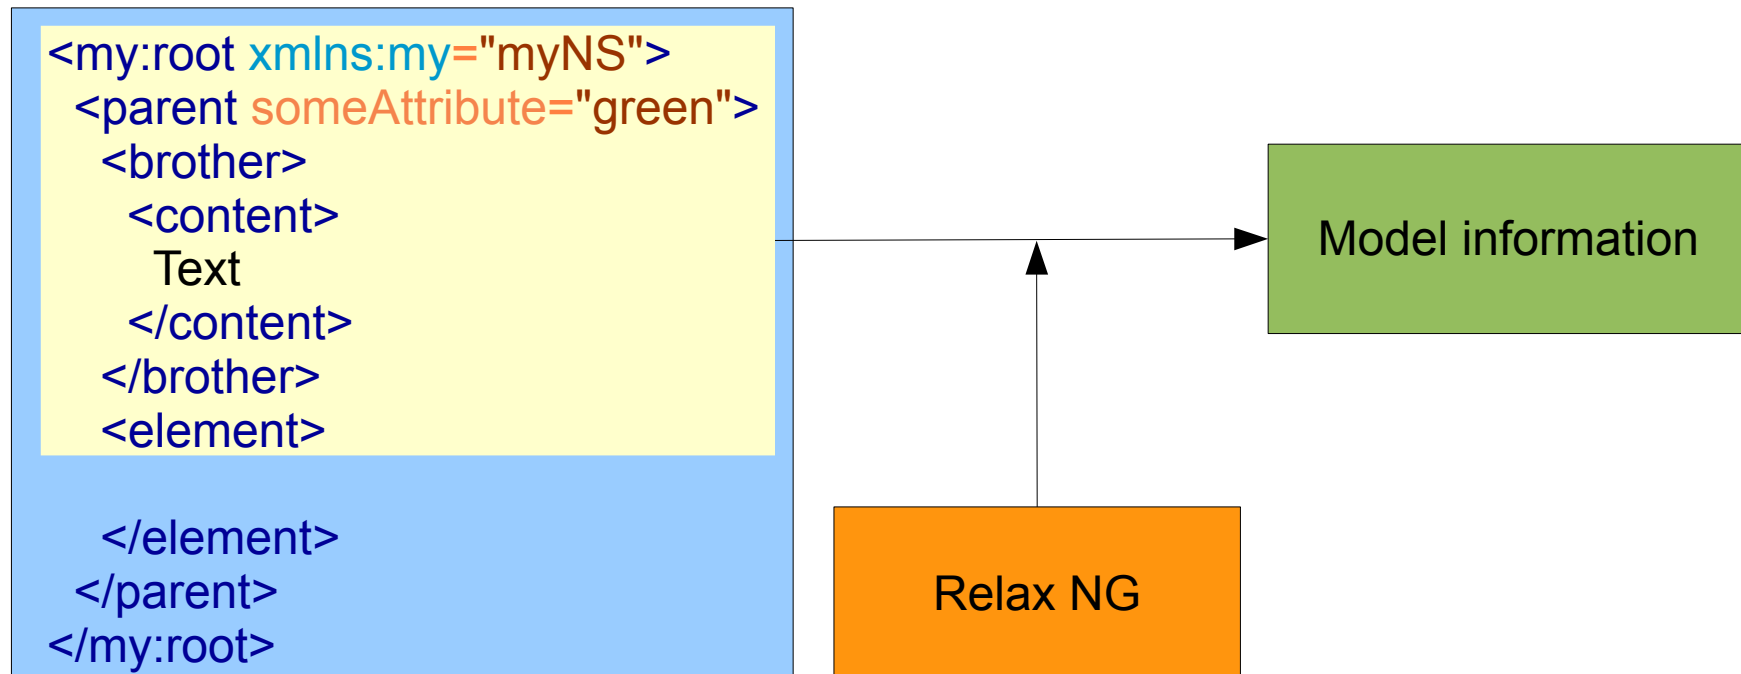 <my:root xmlns:my="myNS">
<parent someAttribute="green">
<brother>
<content>
Text
</content>
</brother>
<element>
</element>
</parent>
</my:root>
Model information
Relax NG